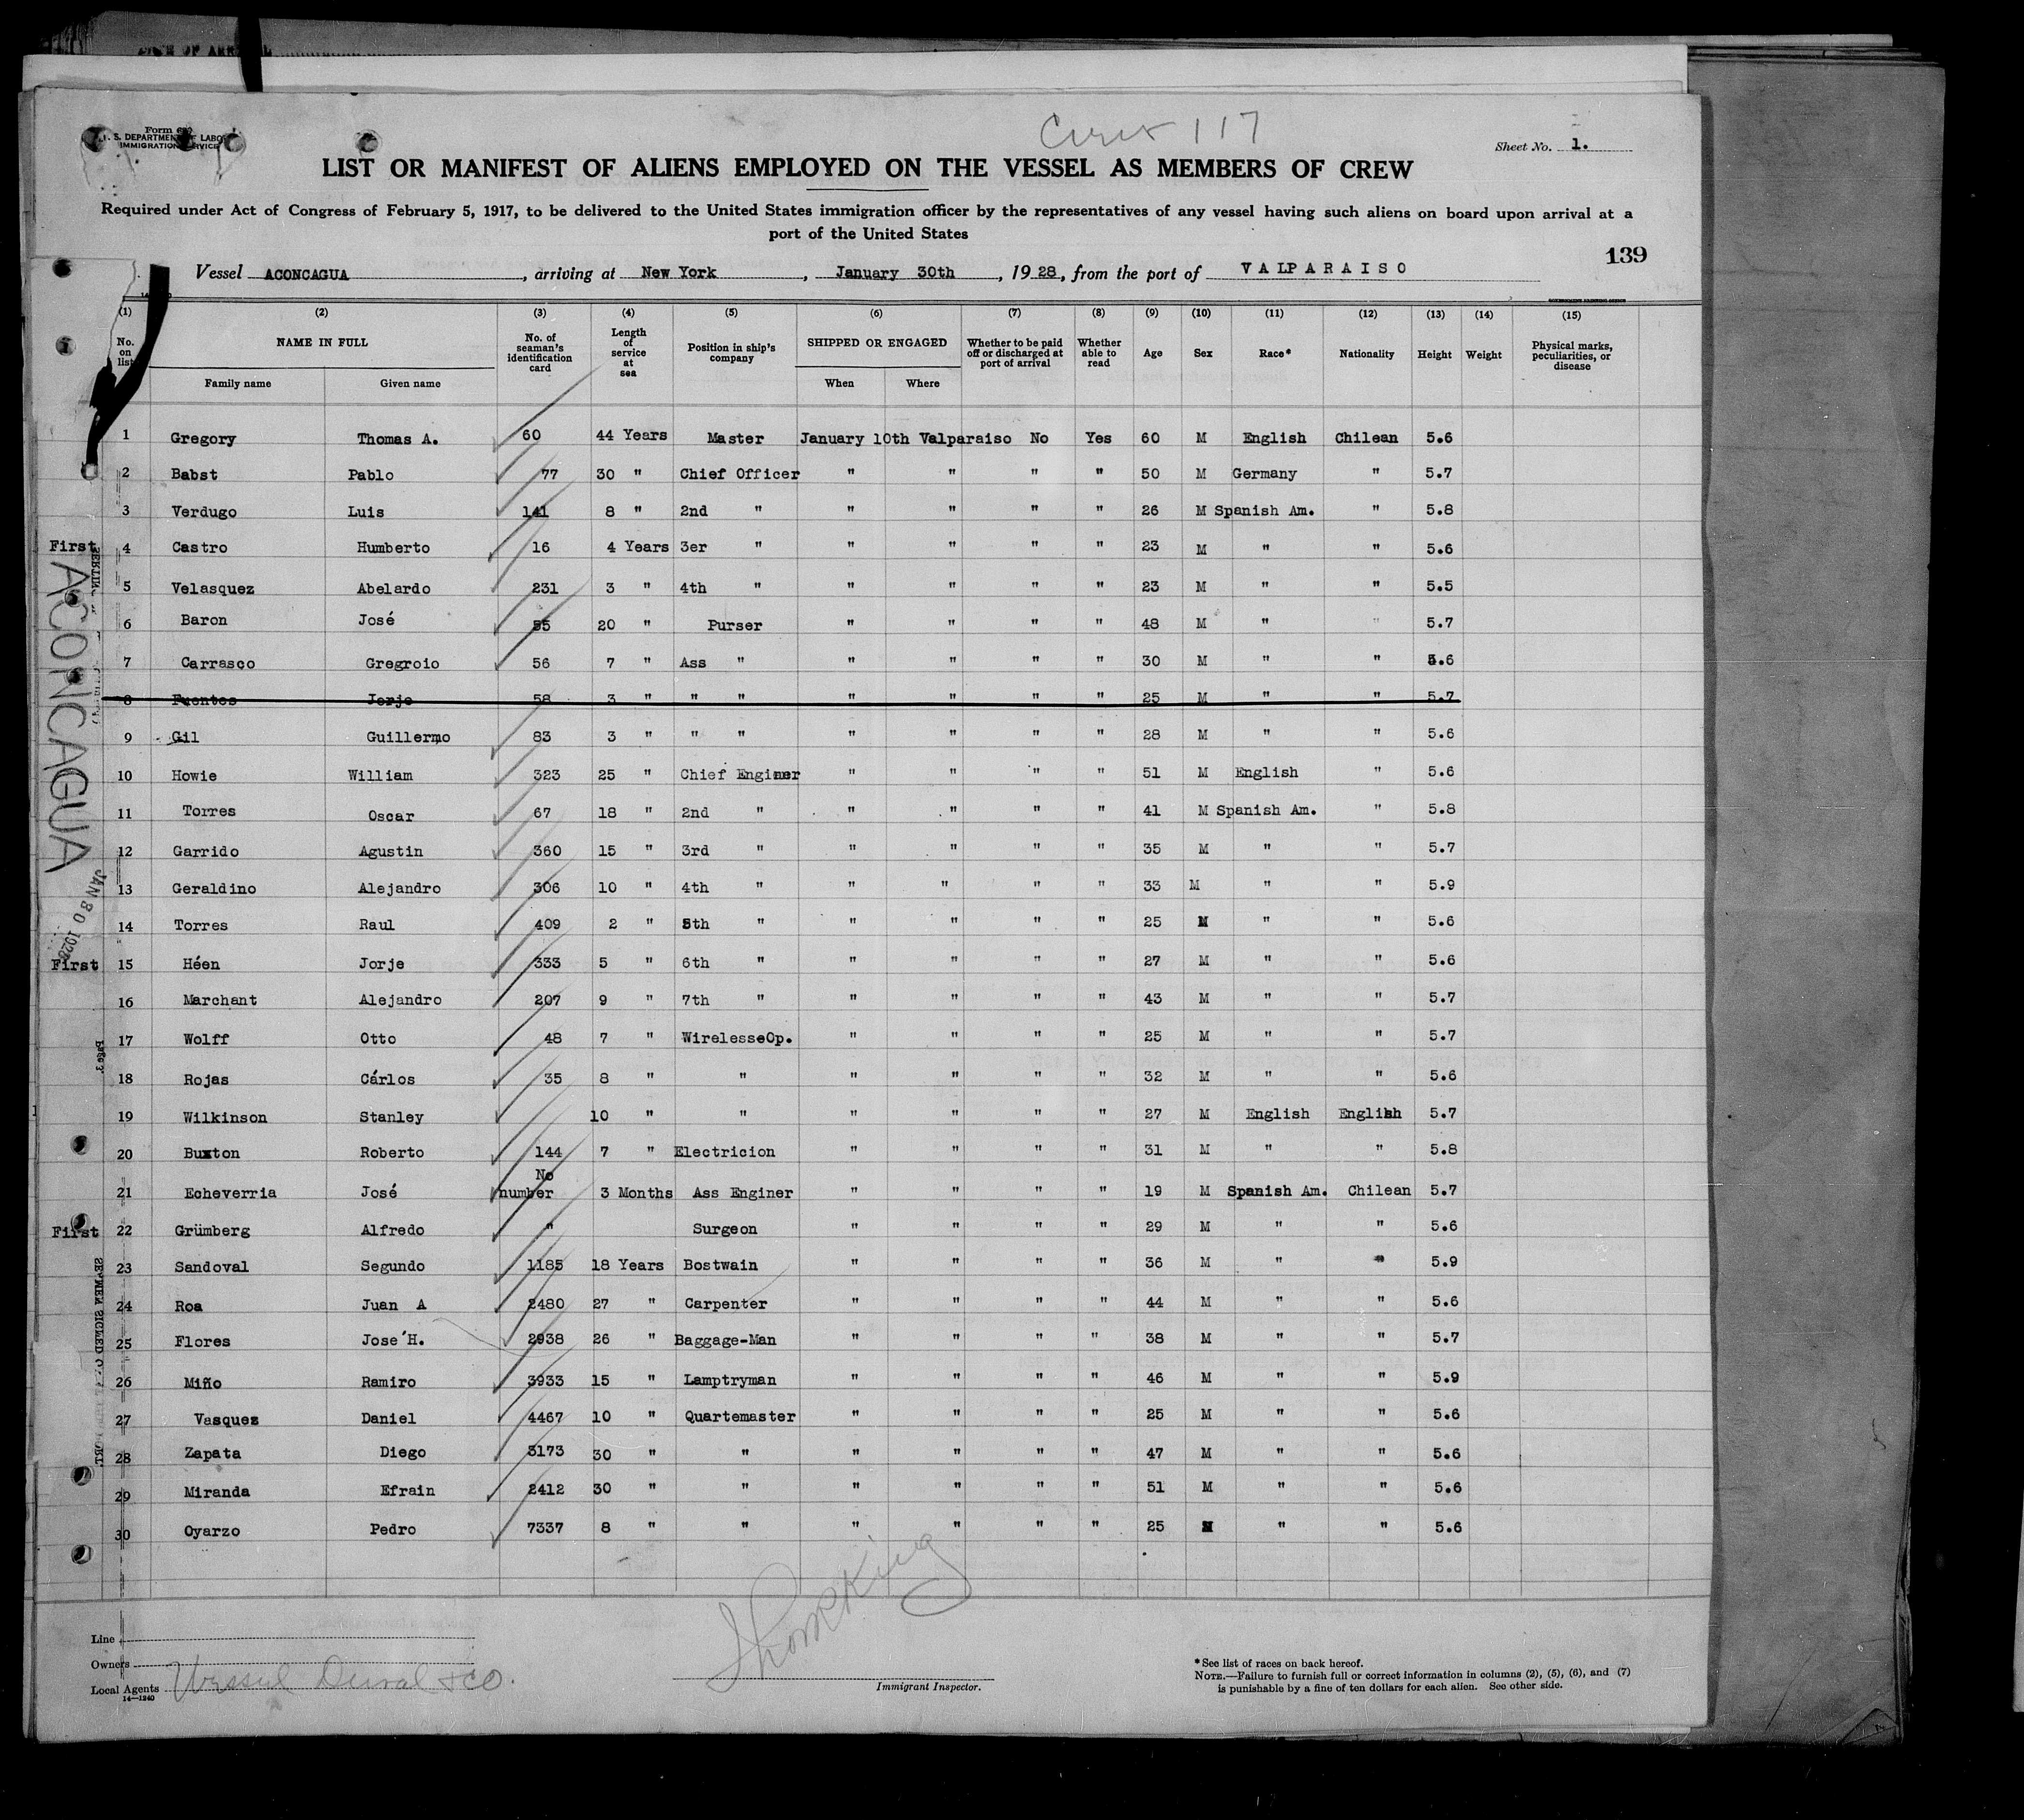 Crew 117
Form 689
U. S. DEPARTMENT OF LABOR
IMMIGRATION SERVICE
Sheet No. 1.
LIST OR MANIFEST OF ALIENS EMPLOYED ON THE VESSEL AS MEMBERS OF CREW
Required under Act of Congress of February 5, 1917, to be delivered to the United States immigration officer by the representatives of any vessel having such aliens on board upon arrival at a
port of the United States
139
Vessel ACONCAGUA, arriving at New York, January 30th, 1928, from the port of VALPARAISO
(1) (2) (3) (4) (5) (6) (7) (8) (9) (10) (11) (12) (13) (14) (15)
No. on list NAME IN FULL Family name Given name No. of seaman's identification card Length of service at sea Position in ship's company SHIPPED OR ENGAGED When Where Whether to be paid off or discharged at port of arrival Whether able to read Age Sex Race* Nationality Height Weight Physical marks, peculiarities, or disease
1 Gregory Thomas A. 60 44 Years Master January 10th Valparaiso No Yes 60 M English Chilean 5.6
2 Babst Pablo 77 30 " Chief Officer " " " " 50 M Germany " 5.7
3 Verdugo Luis 141 8 " 2nd " " " " " 26 M Spanish Am. " 5.8
First 4 Castro Humberto 16 4 Years 3er " " " " " 23 M " " 5.6
5 Velasquez Abelardo 231 3 " 4th " " " " " 23 M " " 5.5
6 Baron José 55 20 " Purser " " " " 48 M " " 5.7
7 Carrasco Gregroio 56 7 " Ass " " " " " 30 M " " 5.6
8 Fuentes Jorje 58 3 " " " " " " " 25 M " " 5.7
9 Gil Guillermo 83 3 " " " " " " " 28 M " " 5.6
10 Howie William 323 25 " Chief Enginer " " " " 51 M English " 5.6
11 Torres Oscar 67 18 " 2nd " " " " " 41 M Spanish Am. " 5.8
12 Garrido Agustin 360 15 " 3rd " " " " " 35 M " " 5.7
13 Geraldino Alejandro 306 10 " 4th " " " " " 33 M " " 5.9
14 Torres Raul 409 2 " 5th " " " " " 25 M " " 5.6
First 15 Héen Jorje 333 5 " 6th " " " " " 27 M " " 5.6
16 Marchant Alejandro 207 9 " 7th " " " " " 43 M " " 5.7
17 Wolff Otto 48 7 " WirelesseOp. " " " " 25 M " " 5.7
18 Rojas Cárlos 35 8 " " " " " " 32 M " " 5.6
19 Wilkinson Stanley 10 " " " " " " 27 M English English 5.7
20 Buxton Roberto 144 7 " Electricion " " " " 31 M " " 5.8
21 Echeverria José No number 3 Months Ass Enginer " " " " 19 M Spanish Am. Chilean 5.7
First 22 Grümberg Alfredo " Surgeon " " " " 29 M " " 5.6
23 Sandoval Segundo 1185 18 Years Bostwain " " " " 36 M " " 5.9
24 Roa Juan A 2480 27 " Carpenter " " " " 44 M " " 5.6
25 Flores José H. 2938 26 " Baggage-Man " " " " 38 M " " 5.7
26 Miño Ramiro 3933 15 " Lamptryman " " " " 46 M " " 5.9
27 Vasquez Daniel 4467 10 " Quartemaster " " " " 25 M " " 5.6
28 Zapata Diego 3173 30 " " " " " " 47 M " " 5.6
29 Miranda Efrain 2412 30 " " " " " " 51 M " " 5.6
30 Oyarzo Pedro 7337 8 " " " " " " 25 M " " 5.6
ACONCAGUA
JAN 30 1928
Page 2.
Line
Owners
Local Agents Wessel Duval & Co.
14—1240
Immigrant Inspector.
* See list of races on back hereof.
NOTE.—Failure to furnish full or correct information in columns (2), (5), (6), and (7)
is punishable by a fine of ten dollars for each alien. See other side.